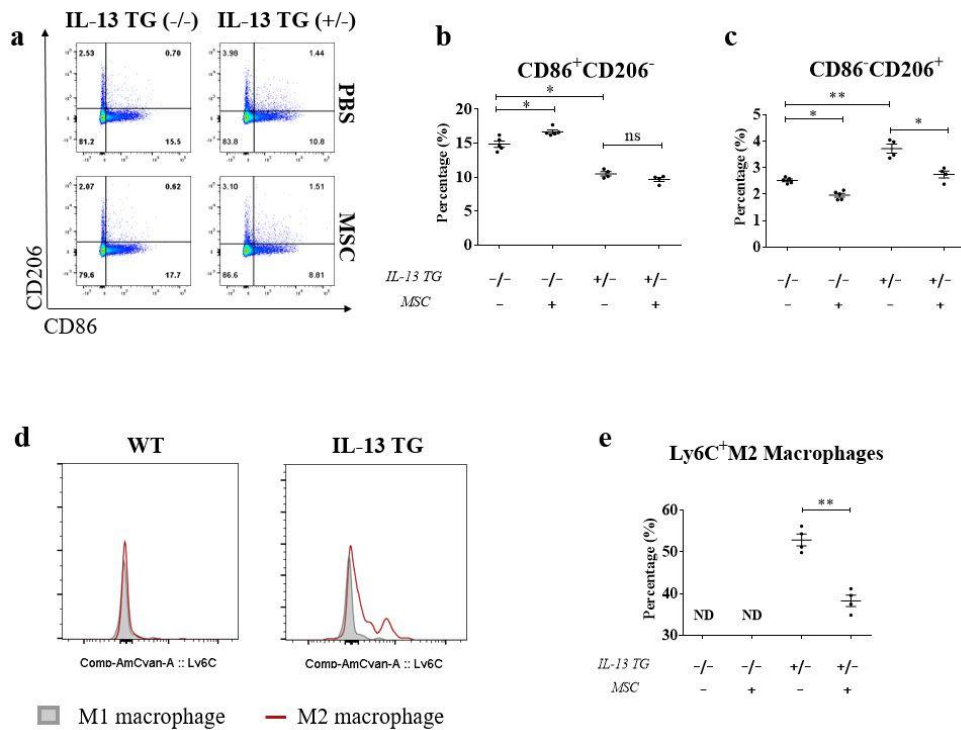 a
IL-13 TG (-/-) IL-13 TG (+/-)
2.53 0.70
81.2 15.5
3.98 1.44
83.8 10.8
PBS
2.07 0.62
79.6 17.7
3.10 1.51
86.6 8.81
MSC
CD206
CD86
b
CD86+CD206-
Percentage (%)
20
15
10
5
0
*
*
ns
IL-13 TG -/- -/- +/- +/-
MSC - + - +
c
CD86-CD206+
Percentage (%)
5
4
3
2
1
0
**
*
*
-/- -/- +/- +/-
- + - +
d
WT
Comp-AmCyan-A :: Ly6C
IL-13 TG
Comp-AmCyan-A :: Ly6C
M1 macrophage M2 macrophage
e
Ly6C+M2 Macrophages
Percentage (%)
60
50
40
30
**
ND ND
IL-13 TG -/- -/- +/- +/-
MSC - + - +